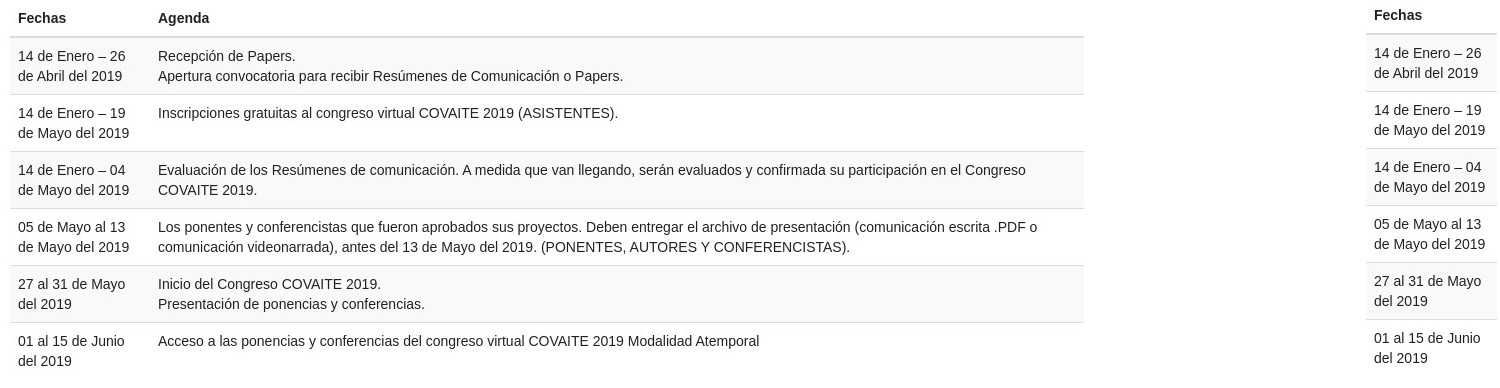 Fechas
Agenda
14 de Enero – 26
de Abril del 2019
Recepción de Papers.
Apertura convocatoria para recibir Resúmenes de Comunicación o Papers.
14 de Enero – 19
de Mayo del 2019
Inscripciones gratuitas al congreso virtual COVAITE 2019 (ASISTENTES).
14 de Enero – 04
de Mayo del 2019
Evaluación de los Resúmenes de comunicación. A medida que van llegando, serán evaluados y confirmada su participación en el Congreso
COVAITE 2019.
05 de Mayo al 13
de Mayo del 2019
Los ponentes y conferencistas que fueron aprobados sus proyectos. Deben entregar el archivo de presentación (comunicación escrita .PDF o
comunicación videonarrada), antes del 13 de Mayo del 2019. (PONENTES, AUTORES Y CONFERENCISTAS).
27 al 31 de Mayo
del 2019
Inicio del Congreso COVAITE 2019.
Presentación de ponencias y conferencias.
01 al 15 de Junio
del 2019
Acceso a las ponencias y conferencias del congreso virtual COVAITE 2019 Modalidad Atemporal
Fechas
14 de Enero – 26
de Abril del 2019
14 de Enero – 19
de Mayo del 2019
14 de Enero – 04
de Mayo del 2019
05 de Mayo al 13
de Mayo del 2019
27 al 31 de Mayo
del 2019
01 al 15 de Junio
del 2019